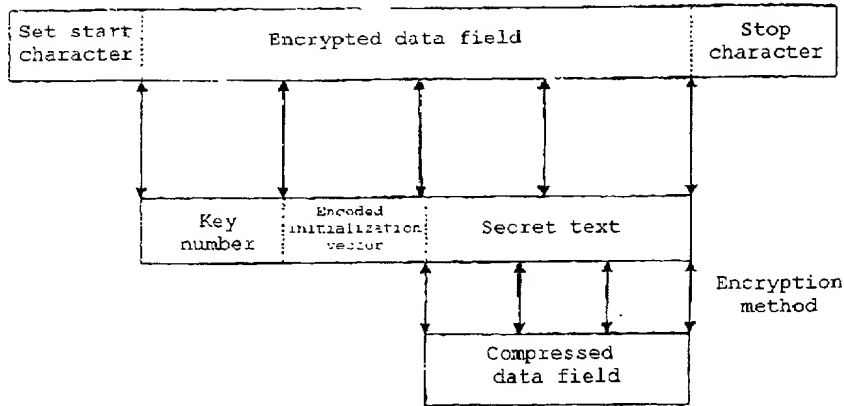 Set start
character
Encrypted data field
Stop
character
Key
number
Encoded
initialization
vector
Secret text
Encryption
method
Compressed
data field